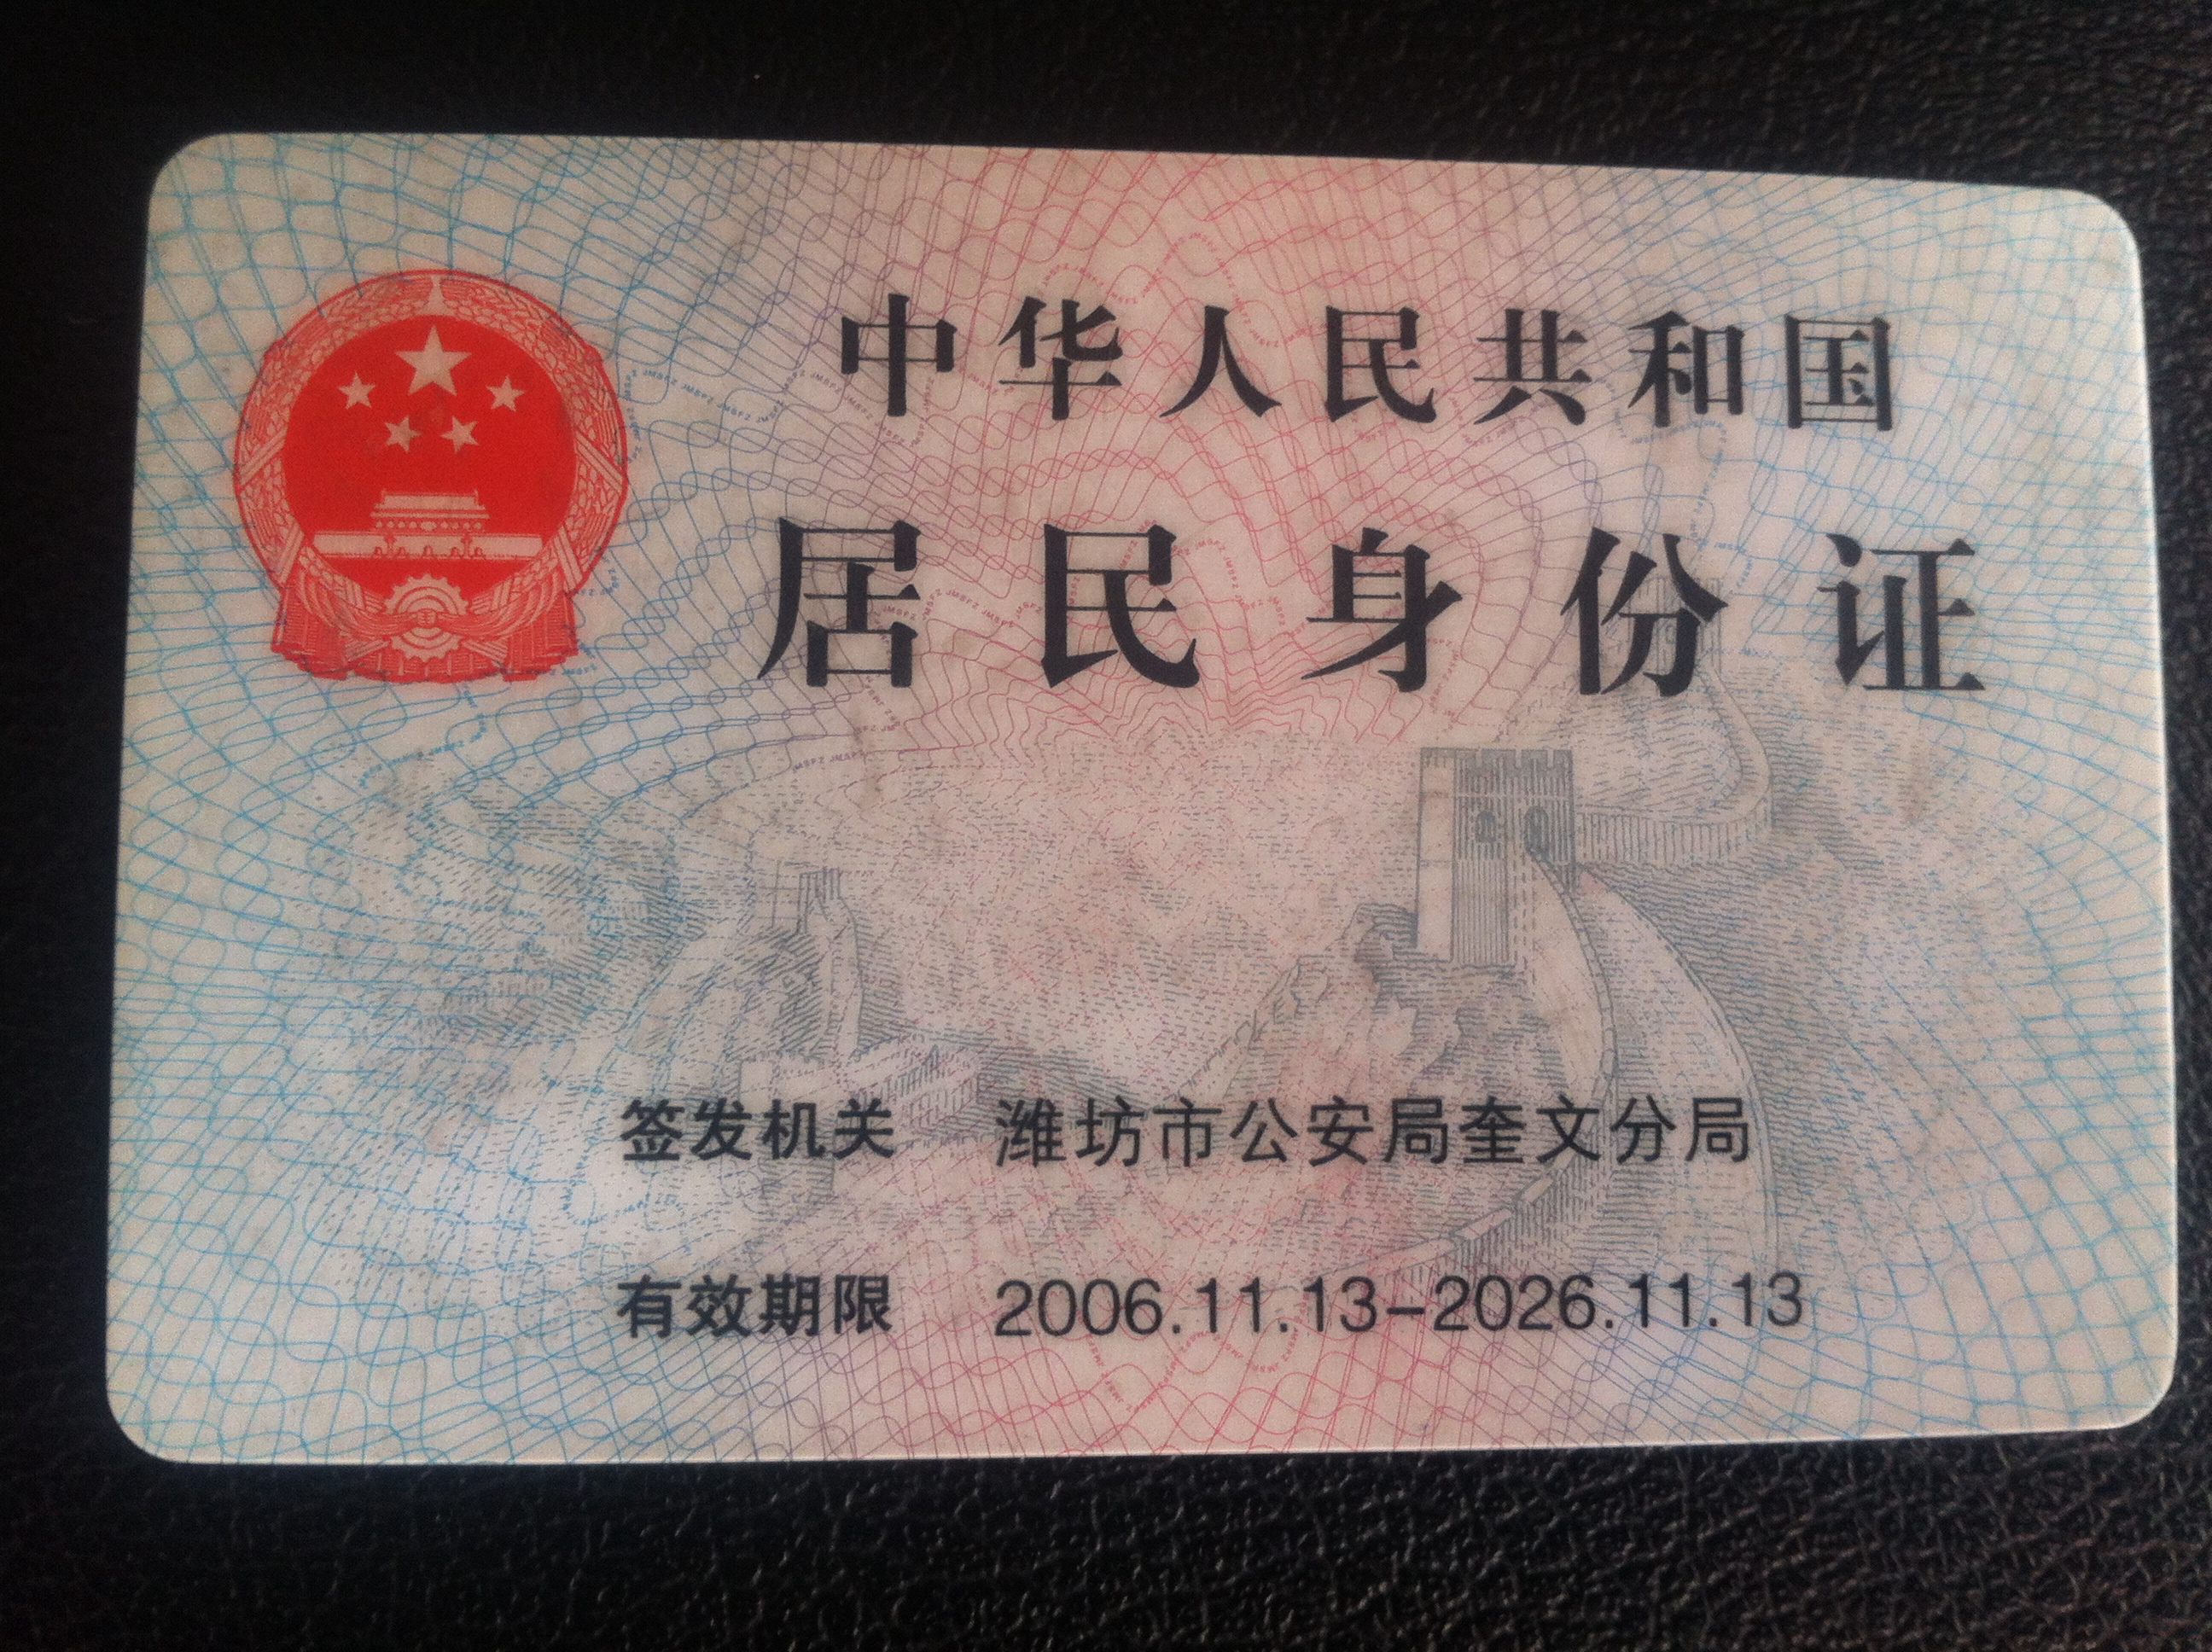 中华人民共和国
居民身份证
签发机关 潍坊市公安局奎文分局
有效期限 2006.11.13-2026.11.13